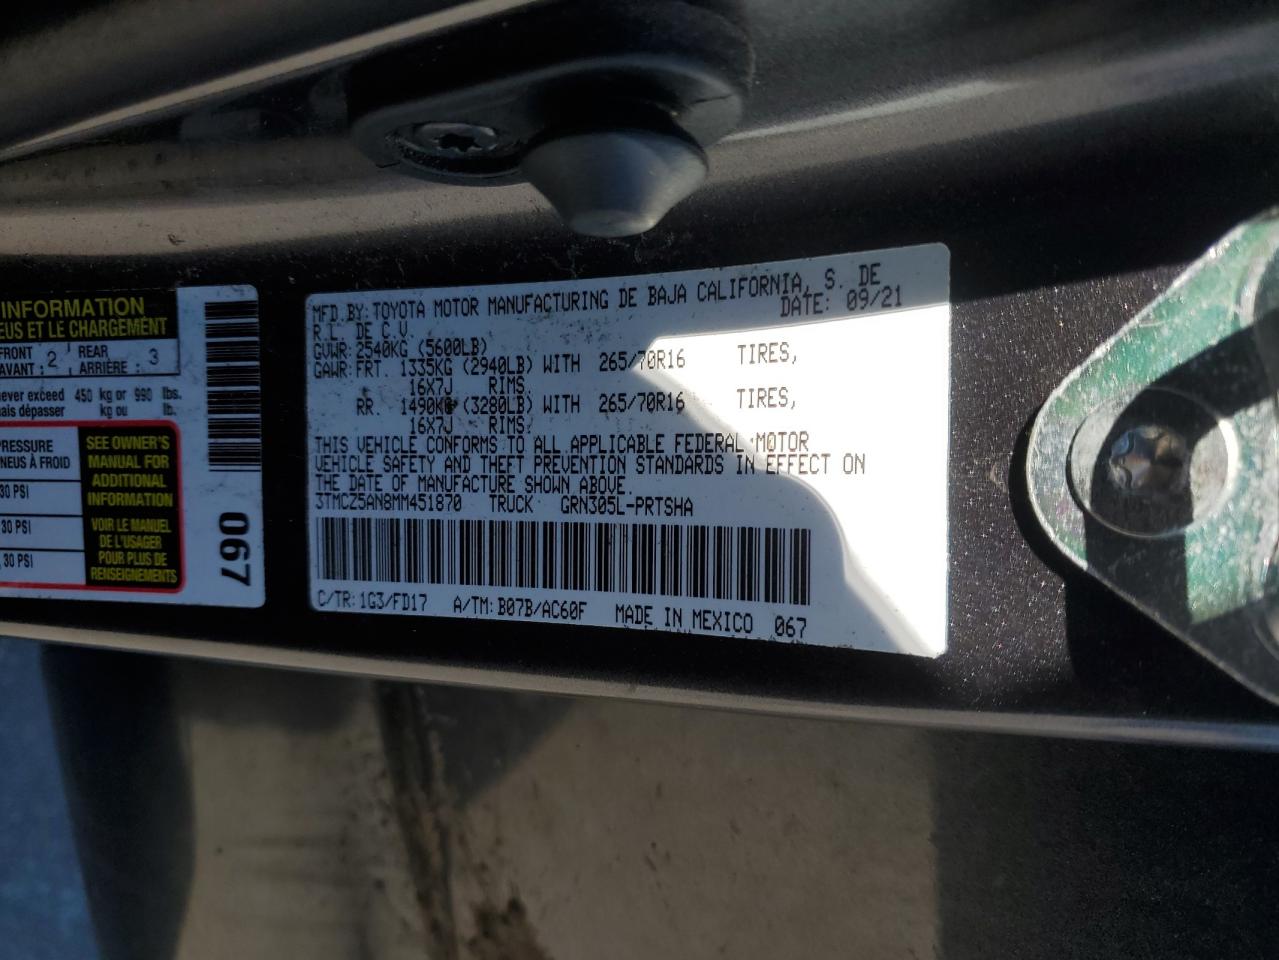 INFORMATION
EUS ET LE CHARGEMENT
FRONT 2 REAR 3
AVANT: ARRIÈRE:
never exceed 450 kg or 990 lbs.
mais dépasser kg ou lb.
PRESSURE
NEUS À FROID
30 PSI
30 PSI
30 PSI
SEE OWNER'S
MANUAL FOR
ADDITIONAL
INFORMATION
VOIR LE MANUEL
DE L'USAGER
POUR PLUS DE
RENSEIGNEMENTS
067
MFD.BY: TOYOTA MOTOR MANUFACTURING DE BAJA CALIFORNIA, S. DE
R.L. DE C.V. DATE: 09/21
GVWR: 2540KG (5600LB)
GAWR: FRT. 1335KG (2940LB) WITH 265/70R16 TIRES,
16X7J RIMS.
RR. 1490KG (3280LB) WITH 265/70R16 TIRES,
16X7J RIMS.
THIS VEHICLE CONFORMS TO ALL APPLICABLE FEDERAL MOTOR
VEHICLE SAFETY AND THEFT PREVENTION STANDARDS IN EFFECT ON
THE DATE OF MANUFACTURE SHOWN ABOVE.
3TMCZ5AN8MM451870 TRUCK GRN305L-PRTSHA
C/TR: 1G3/FD17 A/TM: B07B/AC60F MADE IN MEXICO 067